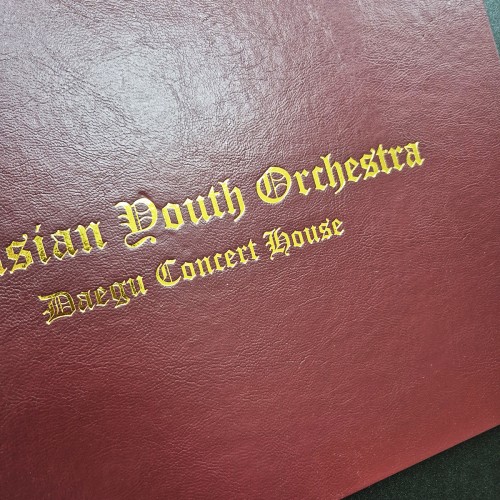 sian Youth Orchestra
Daegu Concert House